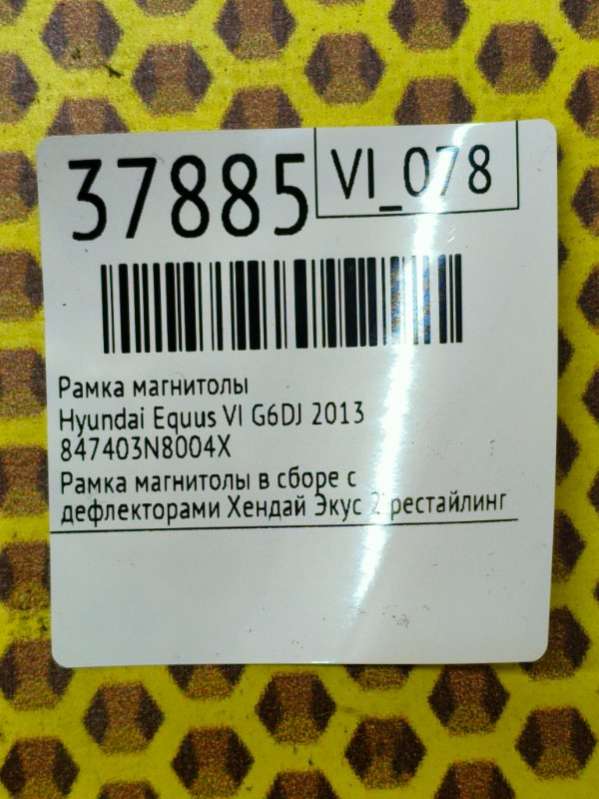 37885
VI_078
Рамка магнитолы
Hyundai Equus VI G6DJ 2013
847403N8004X
Рамка магнитолы в сборе с
дефлекторами Хендай Экус 2 рестайлинг